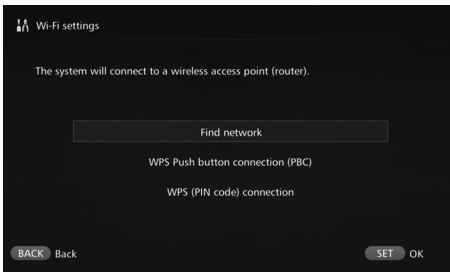 Wi-Fi settings
The system will connect to a wireless access point (router).
Find network
WPS Push button connection (PBC)
WPS (PIN code) connection
BACK Back
SET OK